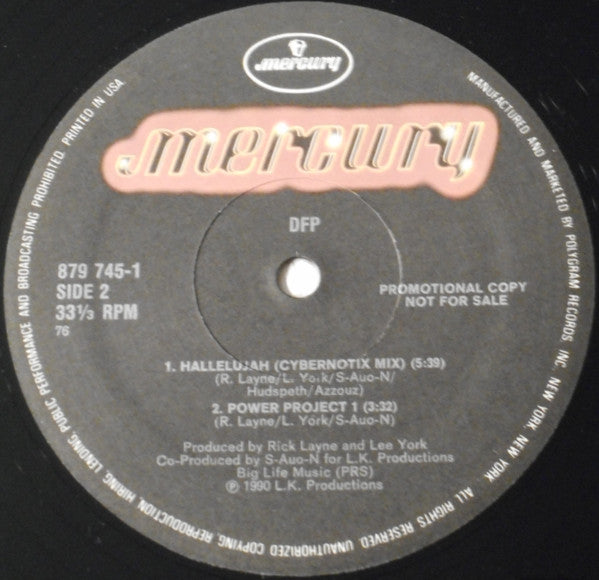 mercury
mercury
DFP
879 745-1
SIDE 2
33⅓ RPM
76
PROMOTIONAL COPY
NOT FOR SALE
1. HALLELUJAH (CYBERNOTIX MIX) (5:39)
(R. Layne/L. York/S-Auo-N/
Hudspeth/Azzouz)
2. POWER PROJECT 1 (3:32)
(R. Layne/L. York/S-Auo-N)
Produced by Rick Layne and Lee York
Co-Produced by S-Auo-N for L.K. Productions
Big Life Music (PRS)
℗ 1990 L.K. Productions
MANUFACTURED AND MARKETED BY POLYGRAM RECORDS, INC. NEW YORK, NEW YORK. ALL RIGHTS RESERVED. UNAUTHORIZED COPYING, REPRODUCTION, HIRING, LENDING, PUBLIC PERFORMANCE AND BROADCASTING PROHIBITED. PRINTED IN USA.